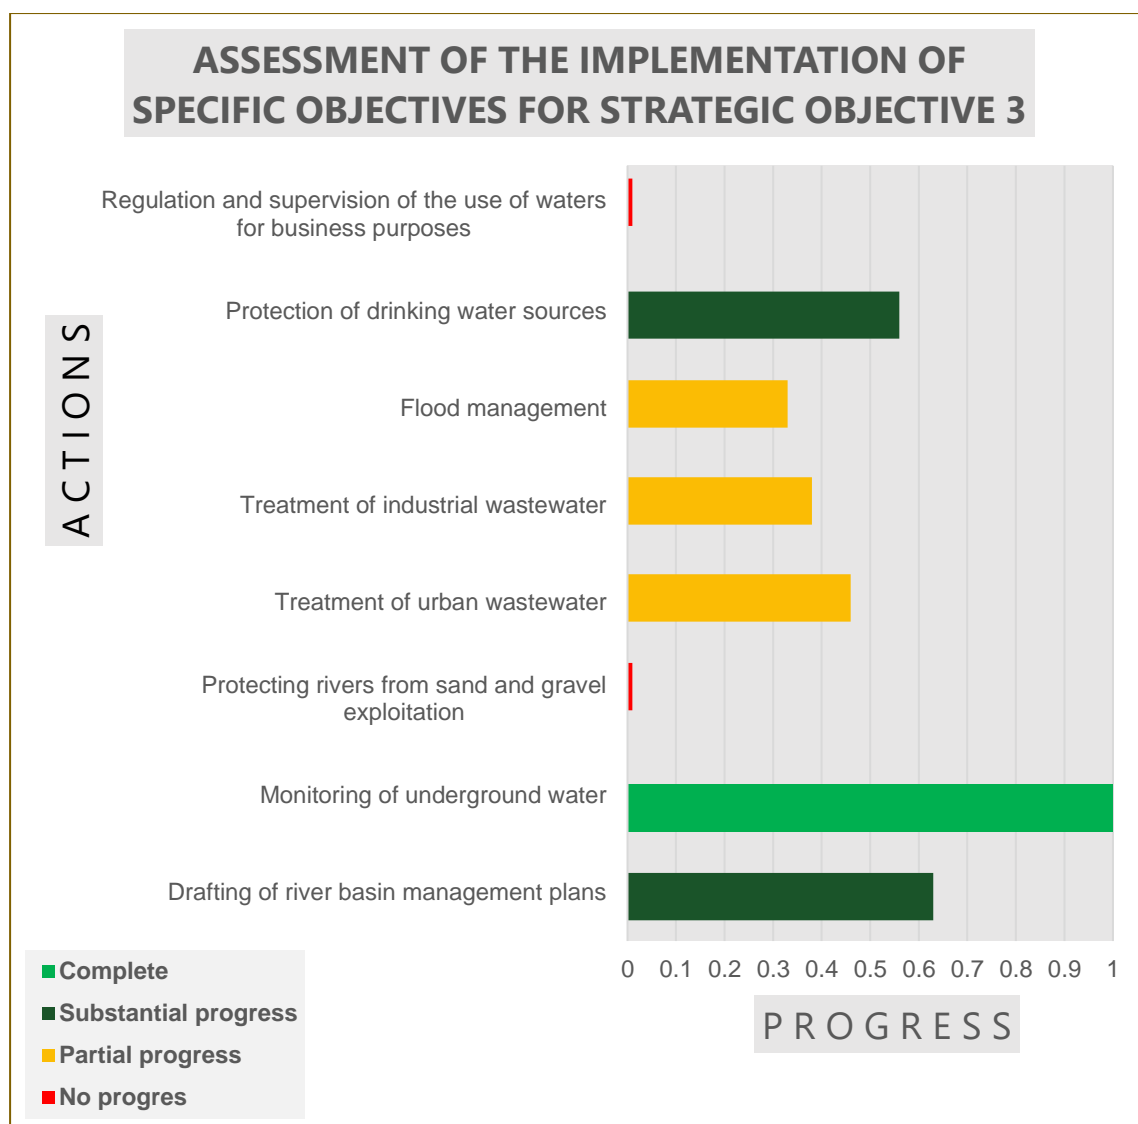 ASSESSMENT OF THE IMPLEMENTATION OF
SPECIFIC OBJECTIVES FOR STRATEGIC OBJECTIVE 3
ACTIONS
Regulation and supervision of the use of waters
for business purposes
Protection of drinking water sources
Flood management
Treatment of industrial wastewater
Treatment of urban wastewater
Protecting rivers from sand and gravel
exploitation
Monitoring of underground water
Drafting of river basin management plans
0 0.1 0.2 0.3 0.4 0.5 0.6 0.7 0.8 0.9 1
PROGRESS
Complete
Substantial progress
Partial progress
No progres